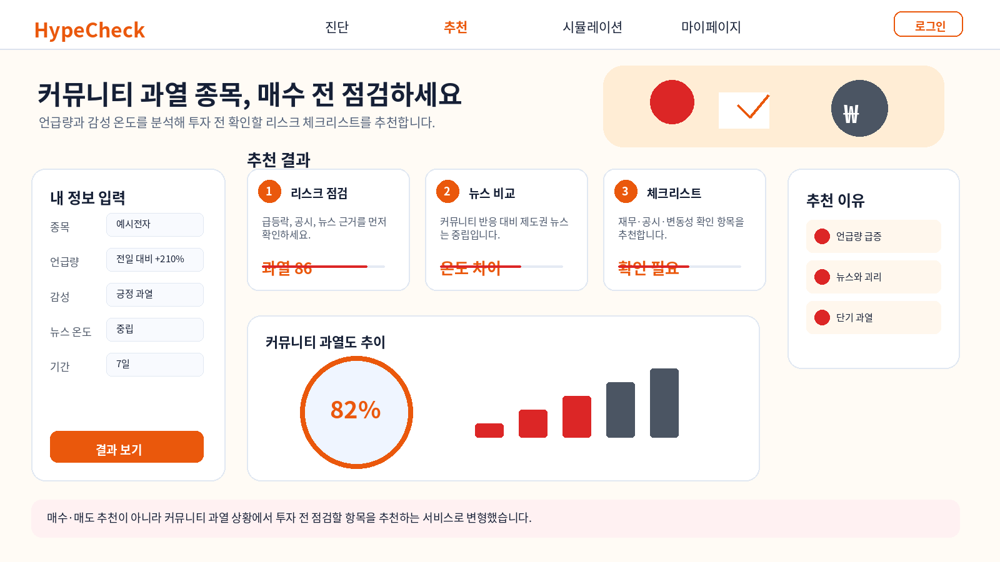 HypeCheck
진단
추천
시뮬레이션
마이페이지
로그인
커뮤니티 과열 종목, 매수 전 점검하세요
언급량과 감성 온도를 분석해 투자 전 확인할 리스크 체크리스트를 추천합니다.
₩
내 정보 입력
종목
예시전자
언급량
전일 대비 +210%
감성
긍정 과열
뉴스 온도
중립
기간
7일
결과 보기
추천 결과
1
리스크 점검
급등락, 공시, 뉴스 근거를 먼저
확인하세요.
과열 86
2
뉴스 비교
커뮤니티 반응 대비 제도권 뉴스
는 중립입니다.
온도 차이
3
체크리스트
재무·공시·변동성 확인 항목을
추천합니다.
확인 필요
커뮤니티 과열도 추이
82%
추천 이유
언급량 급증
뉴스와 괴리
단기 과열
매수·매도 추천이 아니라 커뮤니티 과열 상황에서 투자 전 점검할 항목을 추천하는 서비스로 변형했습니다.